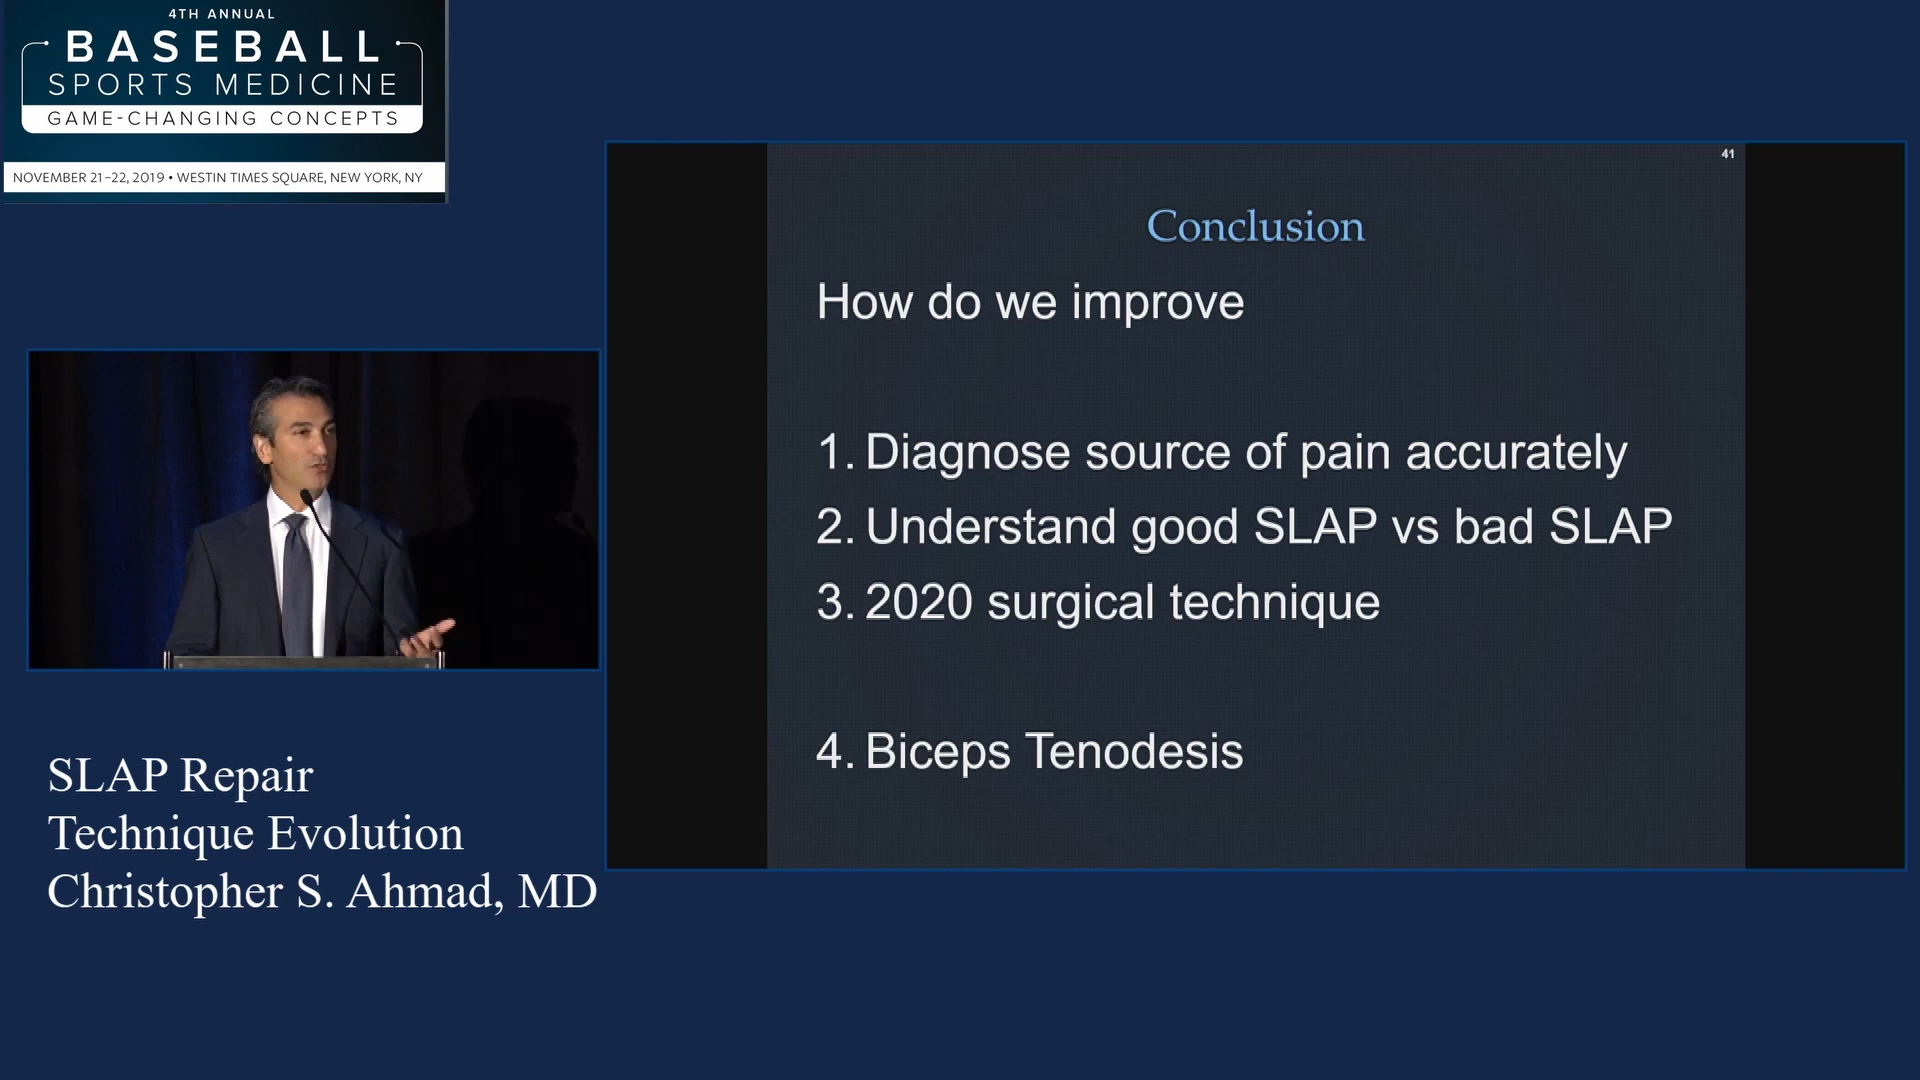 4TH ANNUAL
BASEBALL
SPORTS MEDICINE
GAME-CHANGING CONCEPTS
NOVEMBER 21-22, 2019 • WESTIN TIMES SQUARE, NEW YORK, NY
41
Conclusion
How do we improve
1. Diagnose source of pain accurately
2. Understand good SLAP vs bad SLAP
3. 2020 surgical technique
4. Biceps Tenodesis
SLAP Repair
Technique Evolution
Christopher S. Ahmad, MD